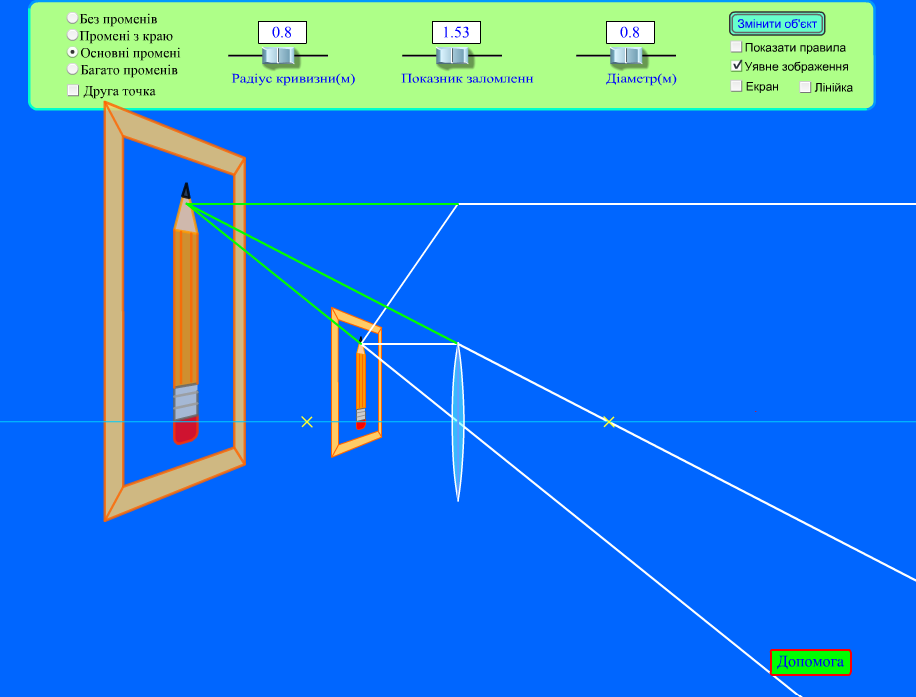 Без променів
Промені з краю
Основні промені
Багато променів
Друга точка
0.8
Радіус кривизни(м)
1.53
Показник заломленн
0.8
Діаметр(м)
Змінити об'єкт
Показати правила
Уявне зображення
Екран
Лінійка
Допомога